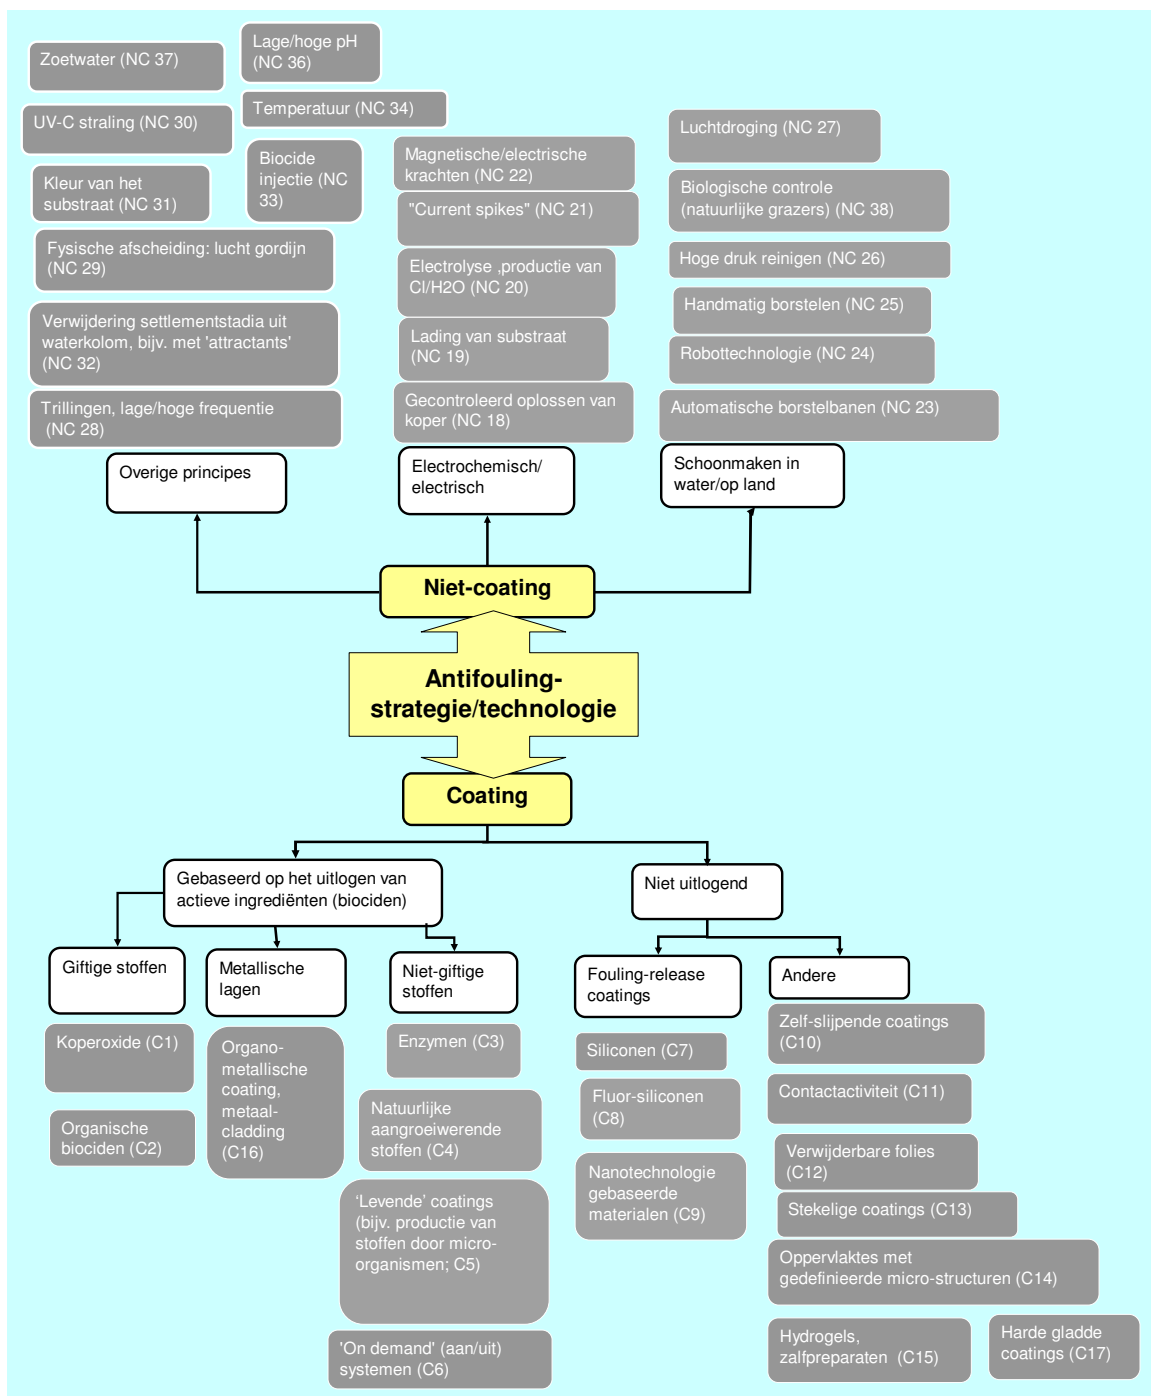 Zoetwater (NC 37)
Lage/hoge pH
(NC 36)
UV-C straling (NC 30)
Temperatuur (NC 34)
Kleur van het
substraat (NC 31)
Biocide
injectie (NC
33)
Fysische afscheiding: lucht gordijn
(NC 29)
Verwijdering settlementstadia uit
waterkolom, bijv. met 'attractants'
(NC 32)
Trillingen, lage/hoge frequentie
(NC 28)
Magnetische/electrische
krachten (NC 22)
"Current spikes" (NC 21)
Electrolyse ,productie van
Cl/H2O (NC 20)
Lading van substraat
(NC 19)
Gecontroleerd oplossen van
koper (NC 18)
Luchtdroging (NC 27)
Biologische controle
(natuurlijke grazers) (NC 38)
Hoge druk reinigen (NC 26)
Handmatig borstelen (NC 25)
Robottechnologie (NC 24)
Automatische borstelbanen (NC 23)
Overige principes
Electrochemisch/
electrisch
Schoonmaken in
water/op land
Niet-coating
Antifouling-
strategie/technologie
Coating
Gebaseerd op het uitlogen van
actieve ingrediënten (biociden)
Niet uitlogend
Giftige stoffen
Metallische
lagen
Niet-giftige
stoffen
Fouling-release
coatings
Andere
Koperoxide (C1)
Organische
biociden (C2)
Organo-
metallische
coating,
metaal-
cladding
(C16)
Enzymen (C3)
Natuurlijke
aangroeiwerende
stoffen (C4)
‘Levende’ coatings
(bijv. productie van
stoffen door micro-
organismen; C5)
'On demand' (aan/uit)
systemen (C6)
Siliconen (C7)
Fluor-siliconen
(C8)
Nanotechnologie
gebaseerde
materialen (C9)
Zelf-slijpende coatings
(C10)
Contactactiviteit (C11)
Verwijderbare folies
(C12)
Stekelige coatings (C13)
Oppervlaktes met
gedefinieerde micro-structuren (C14)
Hydrogels,
zalfpreparaten (C15)
Harde gladde
coatings (C17)